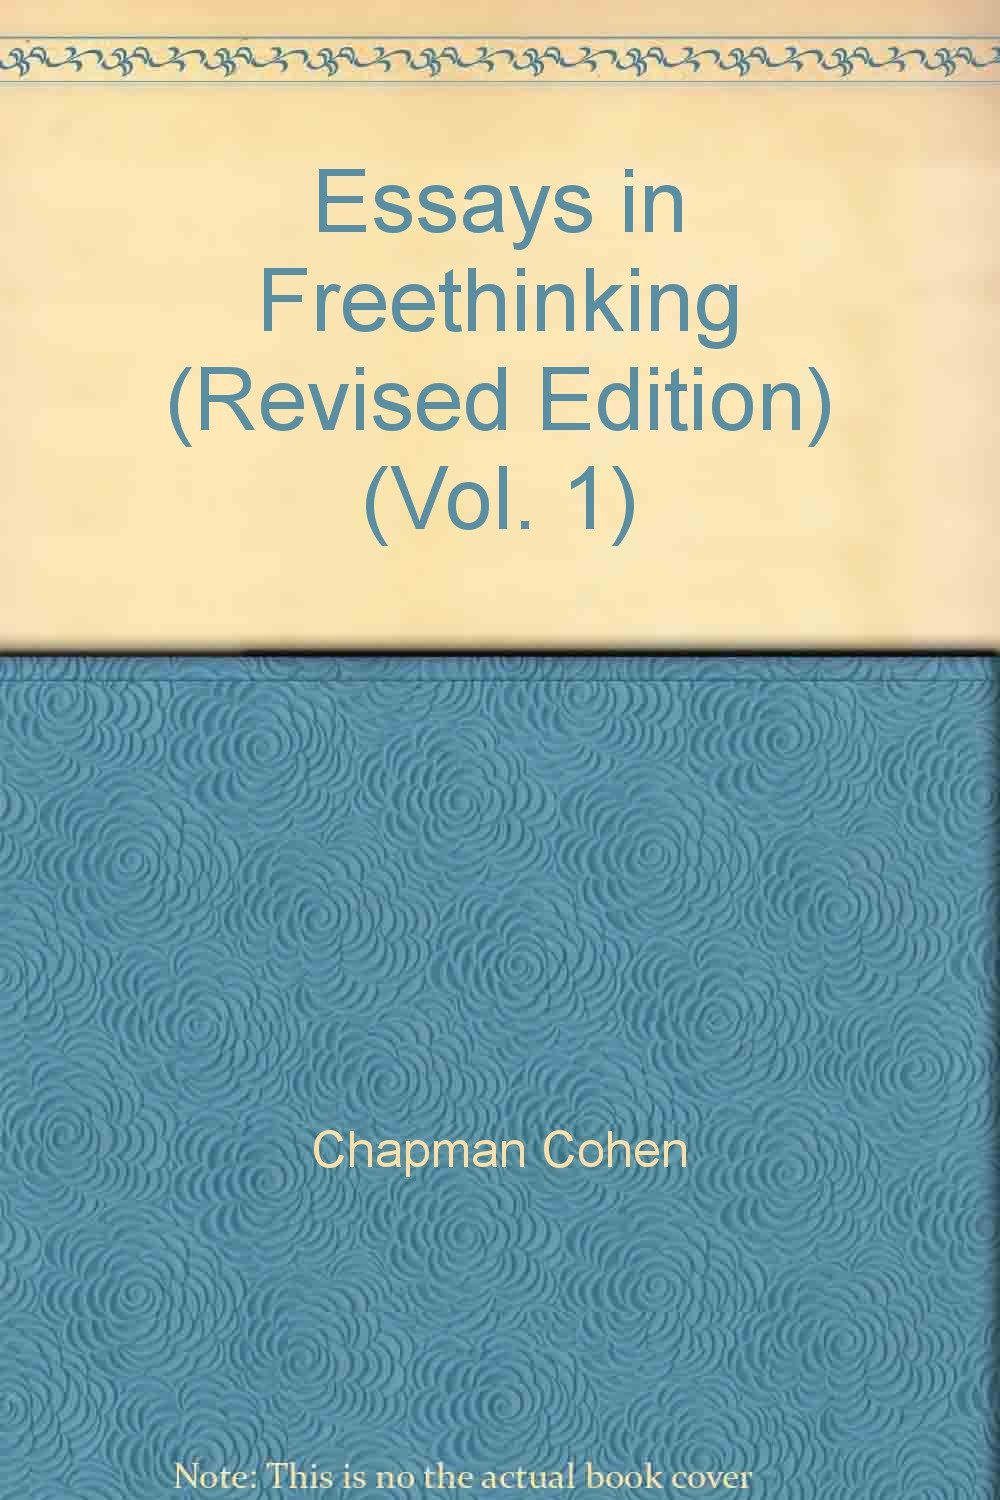 Essays in
Freethinking
(Revised Edition)
(Vol. 1)
Chapman Cohen
Note: This is no the actual book cover